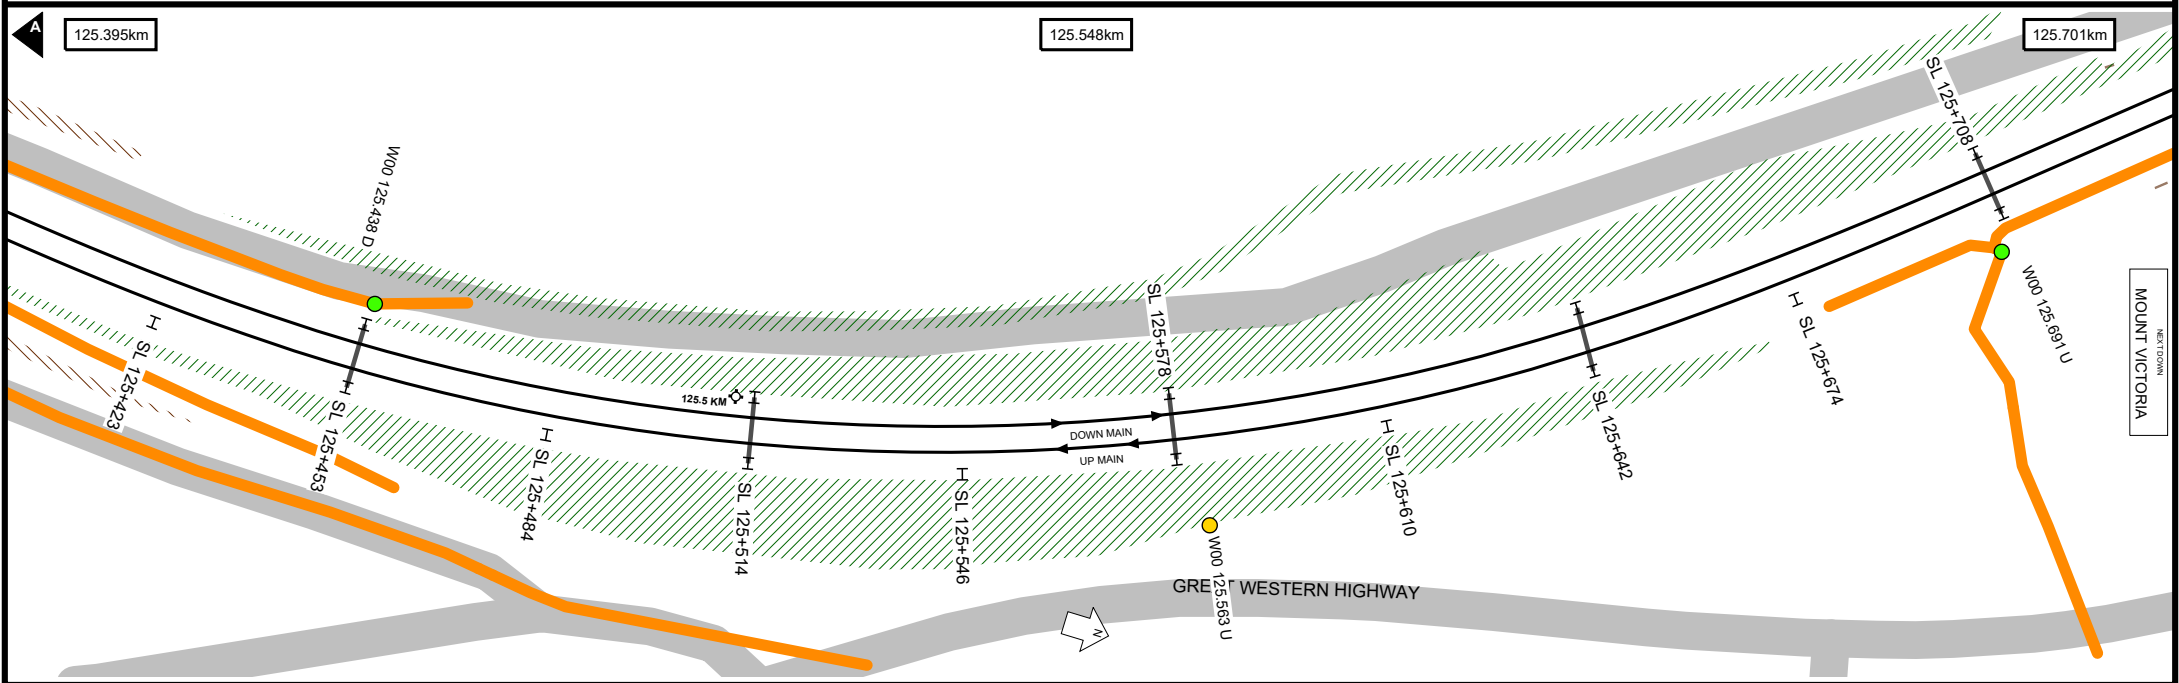 A
125.395km
125.548km
125.701km
SL 125+708
W00 125.438 D
W00 125.691 U
NEXT DOWN
MOUNT VICTORIA
SL 125+423
SL 125+453
SL 125+484
125.5 KM
SL 125+514
SL 125+546
SL 125+578
DOWN MAIN
UP MAIN
SL 125+610
SL 125+642
SL 125+674
W00 125.563 U
GREAT WESTERN HIGHWAY
N